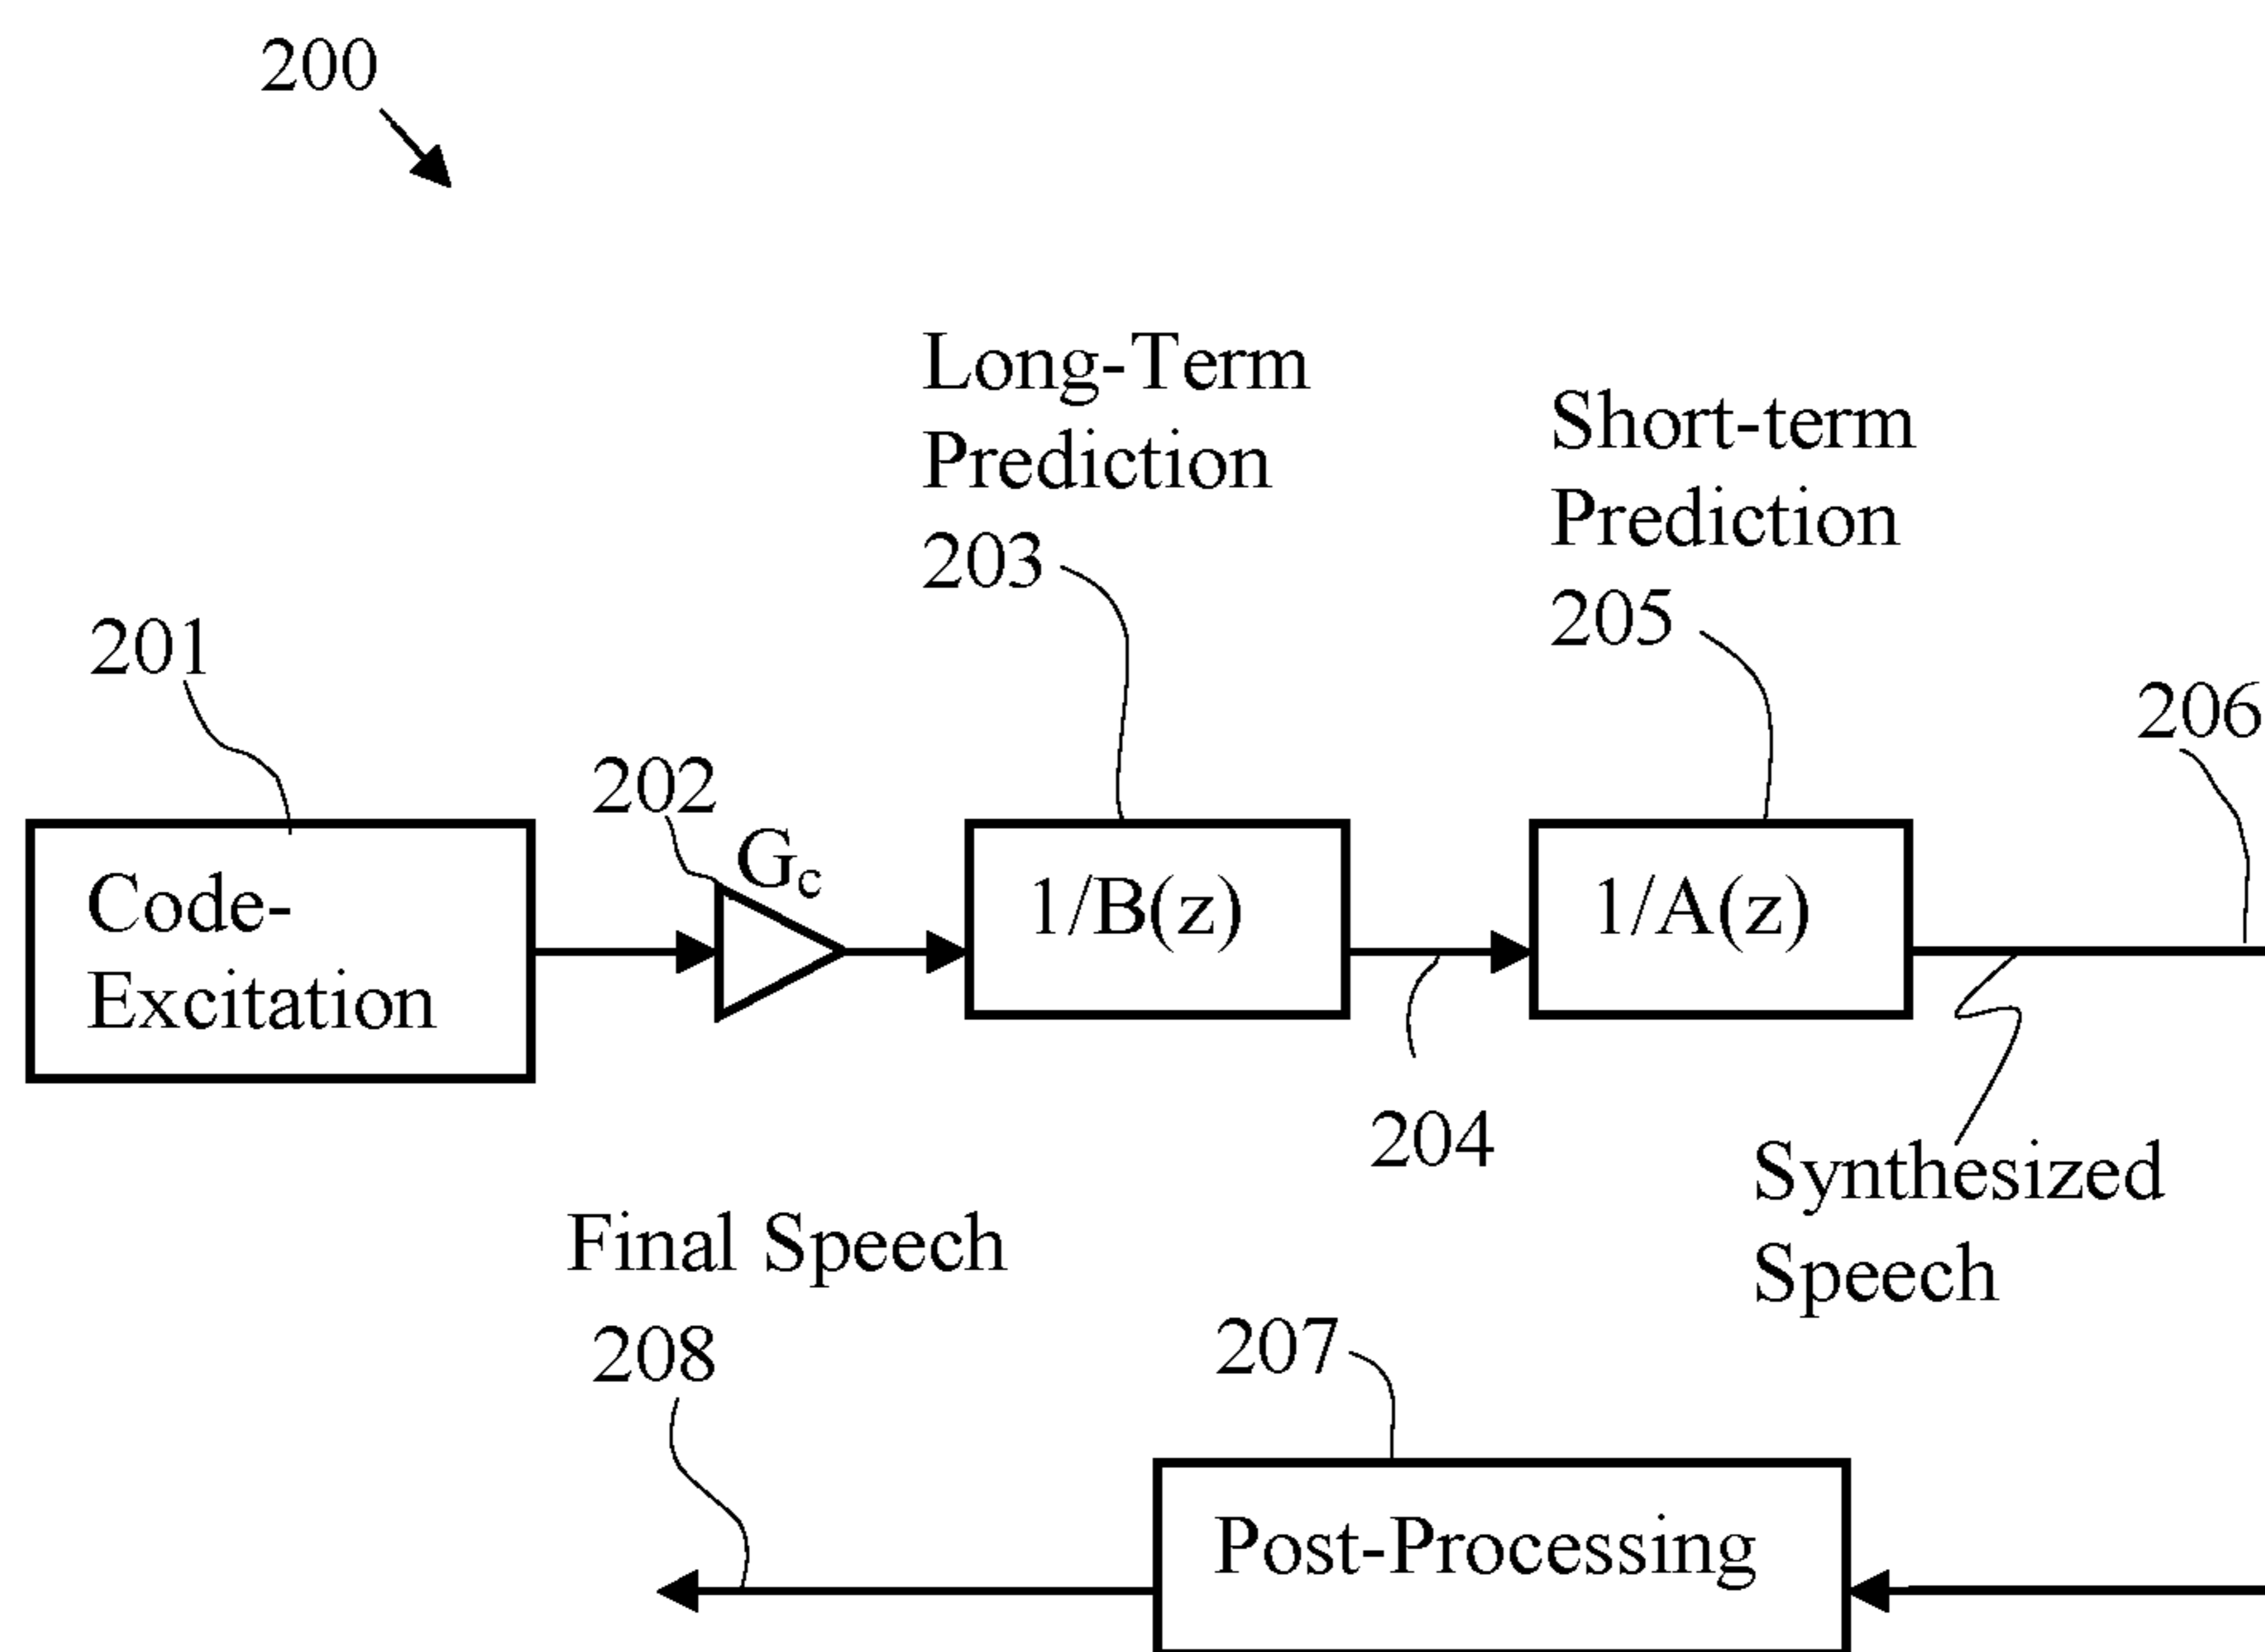 200
Long-Term
Prediction
203
Short-term
Prediction
205
201
206
202
Gc
Code-
Excitation
1/B(z)
1/A(z)
204
Synthesized
Speech
Final Speech
208
207
Post-Processing